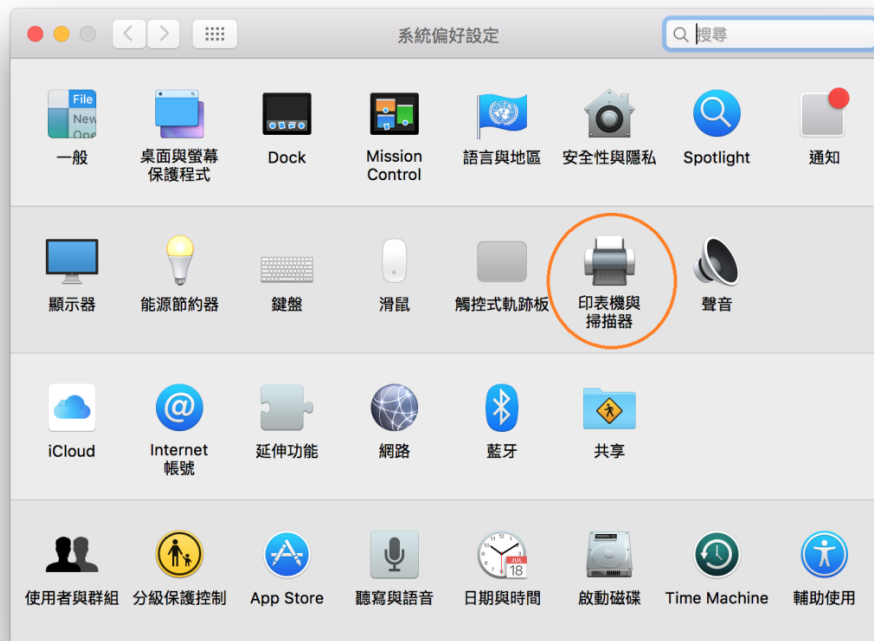 系統偏好設定
搜尋
File
New
Ope
一般
桌面與螢幕
保護程式
Dock
Mission
Control
語言與地區
安全性與隱私
Spotlight
通知
顯示器
能源節約器
鍵盤
滑鼠
觸控式軌跡板
印表機與
掃描器
聲音
iCloud
Internet
帳號
延伸功能
網路
藍牙
共享
使用者與群組
分級保護控制
App Store
聽寫與語音
JUL
18
日期與時間
啟動磁碟
Time Machine
輔助使用